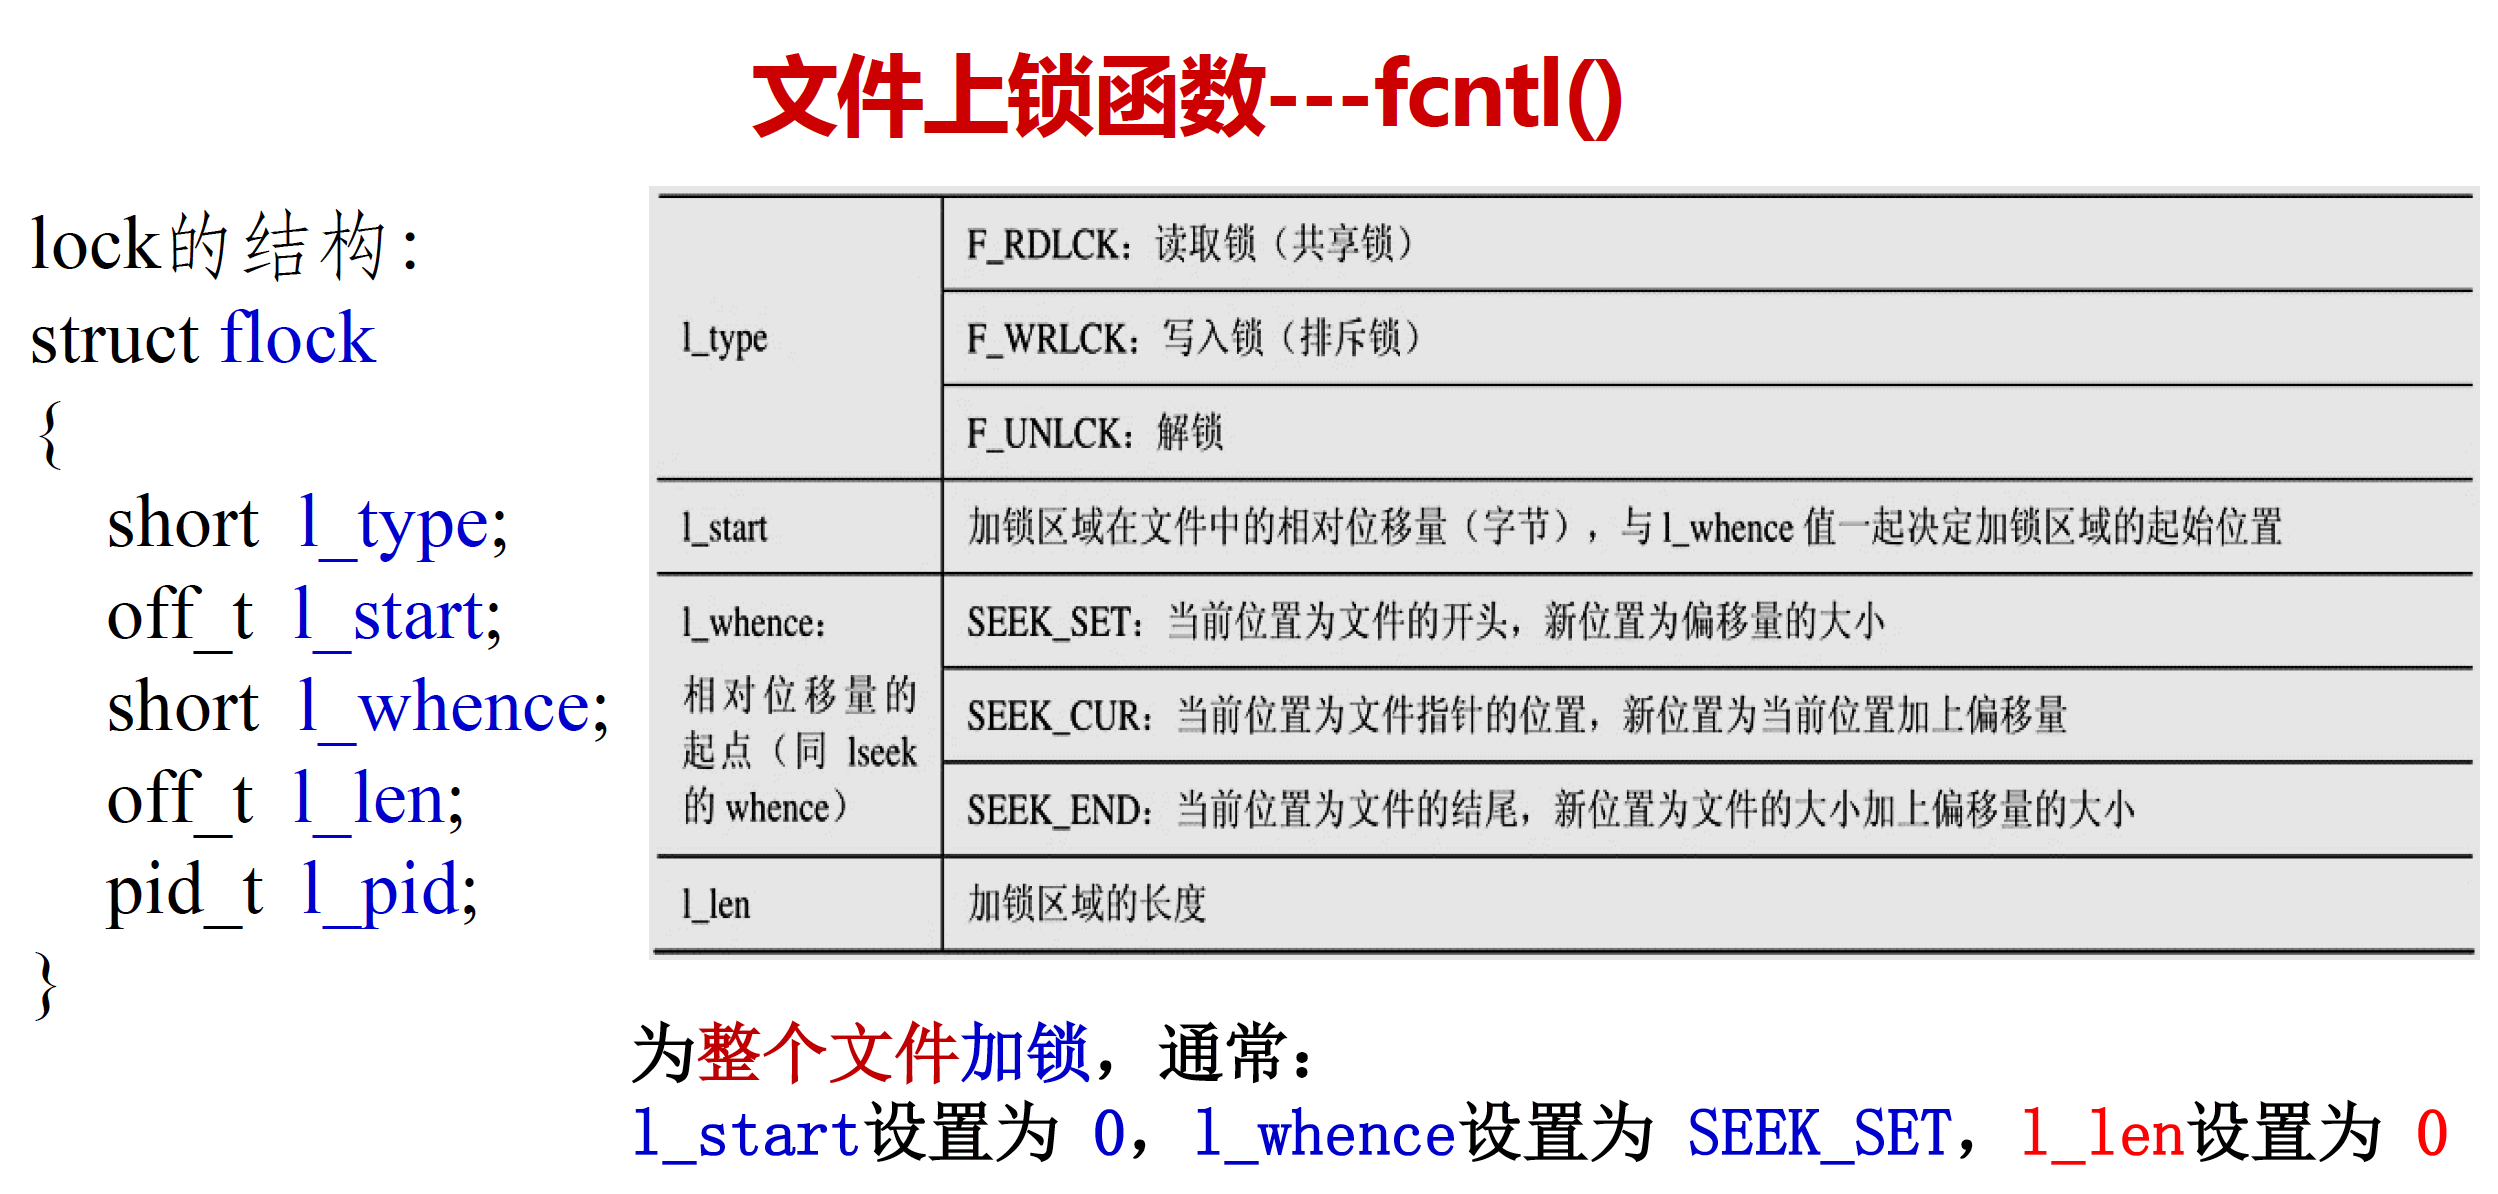 文件上锁函数---fcntl()
lock的结构:
struct flock
{
short l_type;
off_t l_start;
short l_whence;
off_t l_len;
pid_t l_pid;
}
l_type
F_RDLCK：读取锁（共享锁）
F_WRLCK：写入锁（排斥锁）
F_UNLCK：解锁
l_start
加锁区域在文件中的相对位移量（字节），与l_whence 值一起决定加锁区域的起始位置
l_whence：
相对位移量的
起点（同 lseek
的 whence）
SEEK_SET：当前位置为文件的开头，新位置为偏移量的大小
SEEK_CUR：当前位置为文件指针的位置，新位置为当前位置加上偏移量
SEEK_END：当前位置为文件的结尾，新位置为文件的大小加上偏移量的大小
l_len
加锁区域的长度
为整个文件加锁，通常：
l_start设置为 0，l_whence设置为 SEEK_SET，l_len设置为 0